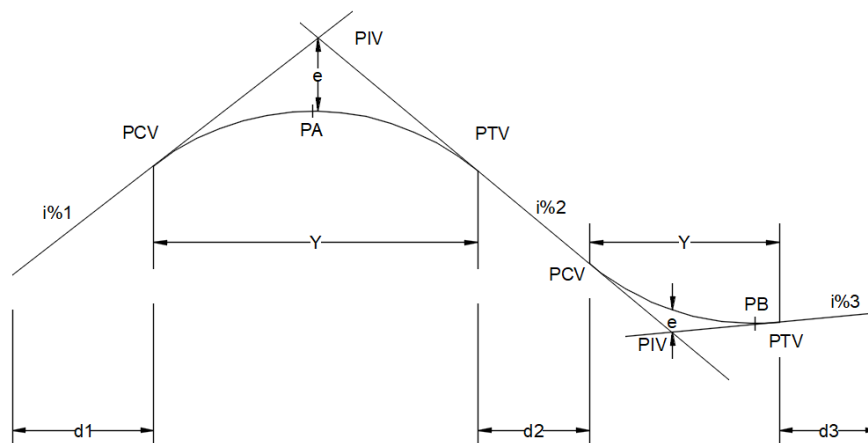 PIV
e
PCV
PA
PTV
i%1
i%2
Y
Y
PCV
PB
i%3
e
PIV
PTV
d1
d2
d3